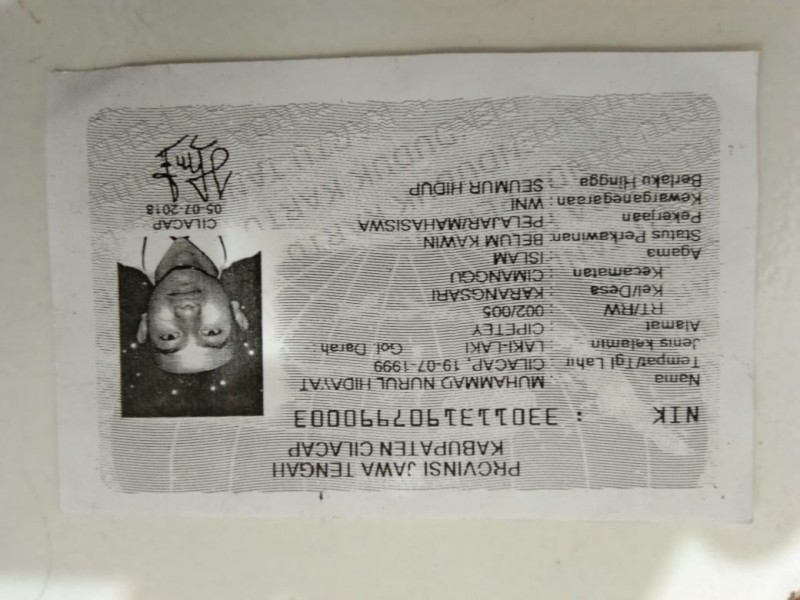 PROVINSI JAWA TENGAH
KABUPATEN CILACAP
NIK : 3301131907990003
Nama : MUHAMMAD NURUL HIDAYAT
Tempat/Tgl Lahir : CILACAP, 19-07-1999
Jenis kelamin : LAKI-LAKI Gol. Darah :
Alamat : CIPETEY
RT/RW : 002/005
Kel/Desa : KARANGSARI
Kecamatan : CIMANGGU
Agama : ISLAM
Status Perkawinan: BELUM KAWIN
Pekerjaan : PELAJAR/MAHASISWA
Kewarganegaraan : WNI
Berlaku Hingga : SEUMUR HIDUP
CILACAP
05-07-2018